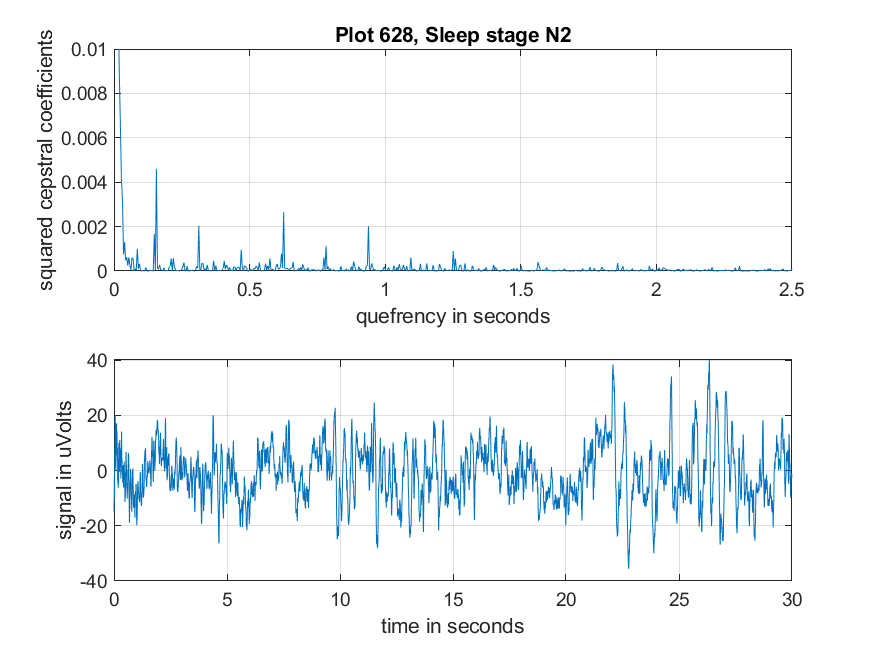 Plot 628, Sleep stage N2
squared cepstral coefficients
0.01
0.008
0.006
0.004
0.002
0
0 0.5 1 1.5 2 2.5
quefrency in seconds
signal in uVolts
40
20
0
-20
-40
0 5 10 15 20 25 30
time in seconds